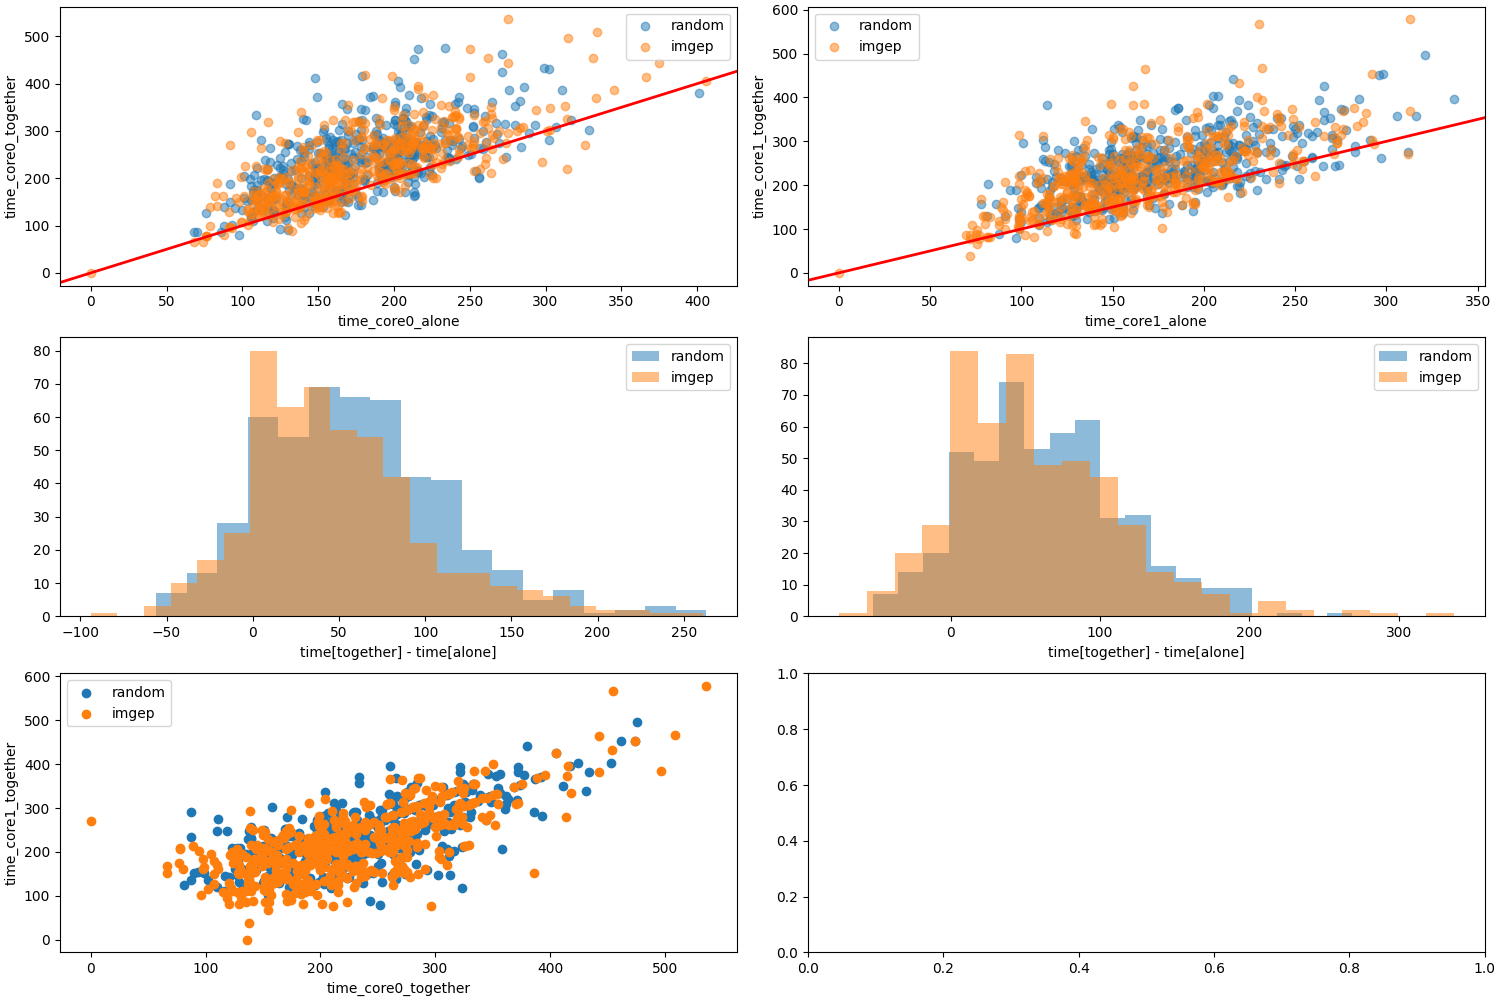 500
400
300
200
100
0
time_core0_together
random
imgep
0 50 100 150 200 250 300 350 400
time_core0_alone
600
500
400
300
200
100
0
time_core1_together
random
imgep
0 50 100 150 200 250 300 350
time_core1_alone
80
70
60
50
40
30
20
10
0
random
imgep
−100 −50 0 50 100 150 200 250
time[together] - time[alone]
80
70
60
50
40
30
20
10
0
random
imgep
0 100 200 300
time[together] - time[alone]
600
500
400
300
200
100
0
time_core1_together
random
imgep
0 100 200 300 400 500
time_core0_together
1.0
0.8
0.6
0.4
0.2
0.0
0.0 0.2 0.4 0.6 0.8 1.0